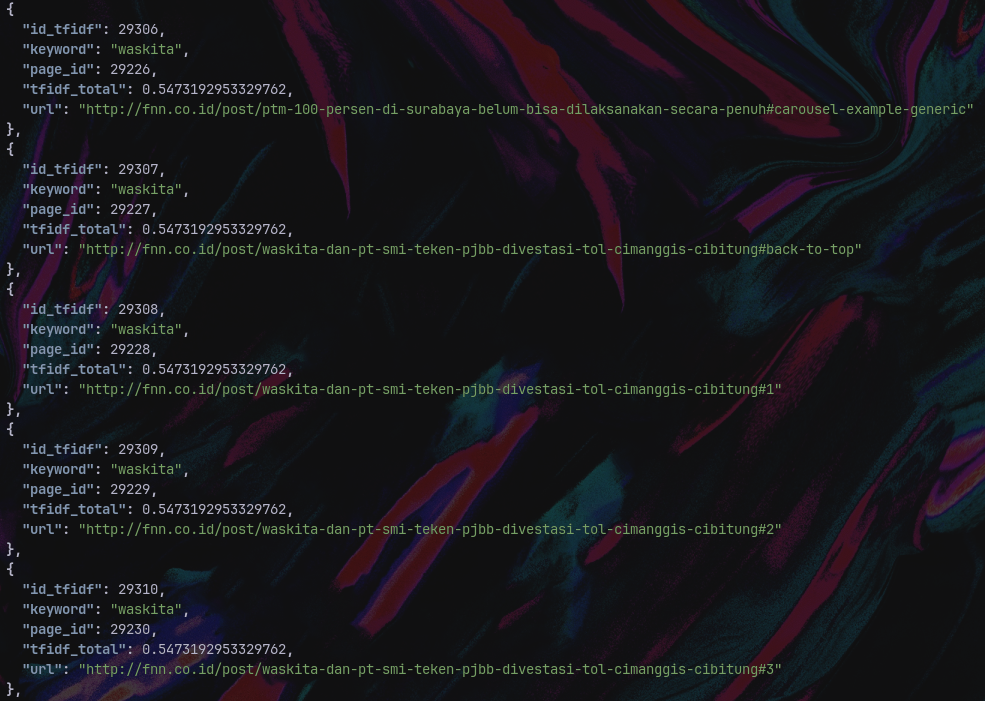 {
"id_tfidf": 29306,
"keyword": "waskita",
"page_id": 29226,
"tfidf_total": 0.5473192953329762,
"url": "http://fnn.co.id/post/ptm-100-persen-di-surabaya-belum-bisa-dilaksanakan-secara-penuh#carousel-example-generic"
},
{
"id_tfidf": 29307,
"keyword": "waskita",
"page_id": 29227,
"tfidf_total": 0.5473192953329762,
"url": "http://fnn.co.id/post/waskita-dan-pt-smi-teken-pjbb-divestasi-tol-cimanggis-cibitung#back-to-top"
},
{
"id_tfidf": 29308,
"keyword": "waskita",
"page_id": 29228,
"tfidf_total": 0.5473192953329762,
"url": "http://fnn.co.id/post/waskita-dan-pt-smi-teken-pjbb-divestasi-tol-cimanggis-cibitung#1"
},
{
"id_tfidf": 29309,
"keyword": "waskita",
"page_id": 29229,
"tfidf_total": 0.5473192953329762,
"url": "http://fnn.co.id/post/waskita-dan-pt-smi-teken-pjbb-divestasi-tol-cimanggis-cibitung#2"
},
{
"id_tfidf": 29310,
"keyword": "waskita",
"page_id": 29230,
"tfidf_total": 0.5473192953329762,
"url": "http://fnn.co.id/post/waskita-dan-pt-smi-teken-pjbb-divestasi-tol-cimanggis-cibitung#3"
},